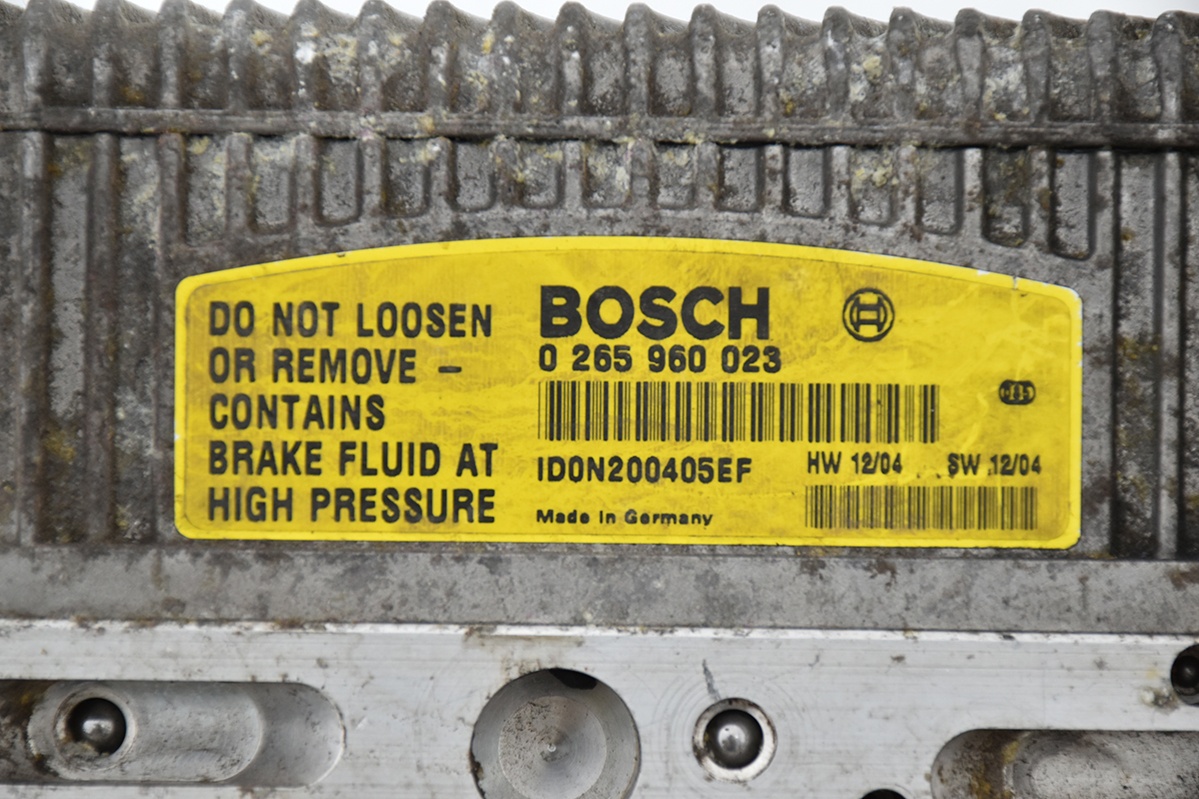 DO NOT LOOSEN
OR REMOVE –
CONTAINS
BRAKE FLUID AT
HIGH PRESSURE
BOSCH
0 265 960 023
ID0N200405EF
HW 12/04 SW 12/04
Made in Germany